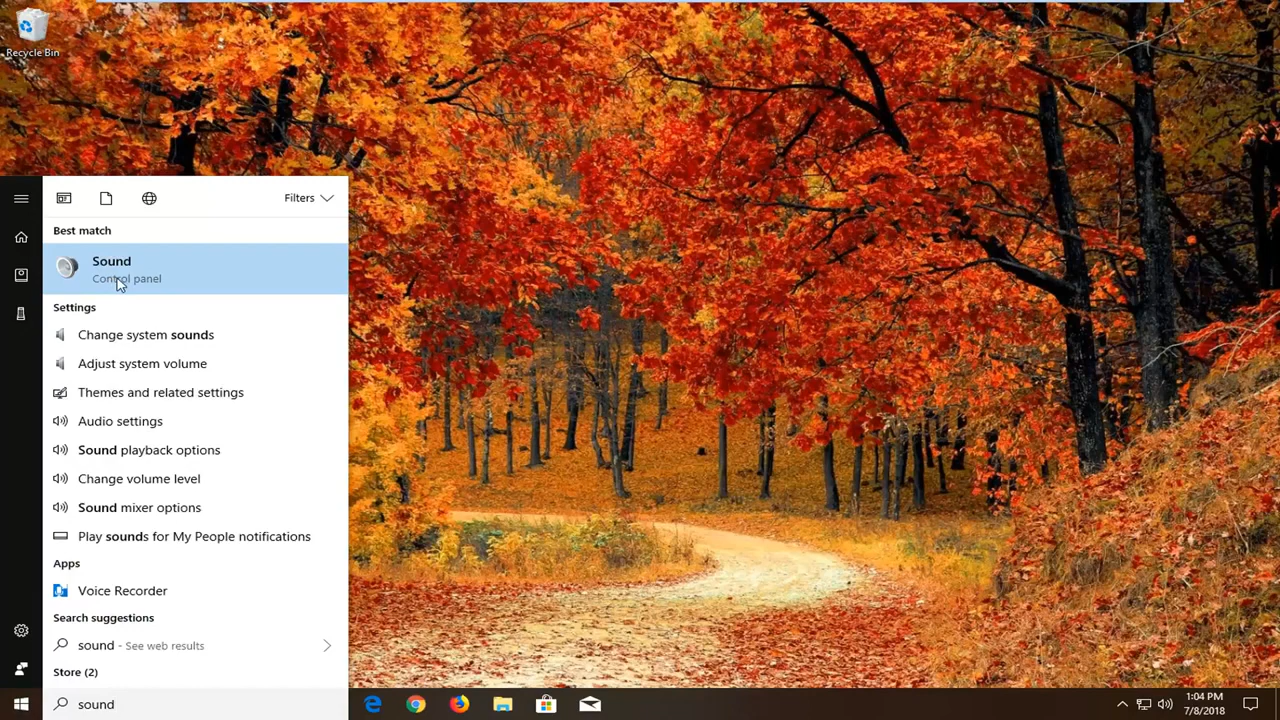 Recycle Bin
Filters
Best match
Sound
Control panel
Settings
Change system sounds
Adjust system volume
Themes and related settings
Audio settings
Sound playback options
Change volume level
Sound mixer options
Play sounds for My People notifications
Apps
Voice Recorder
Search suggestions
sound - See web results
Store (2)
sound
1:04 PM
7/8/2018